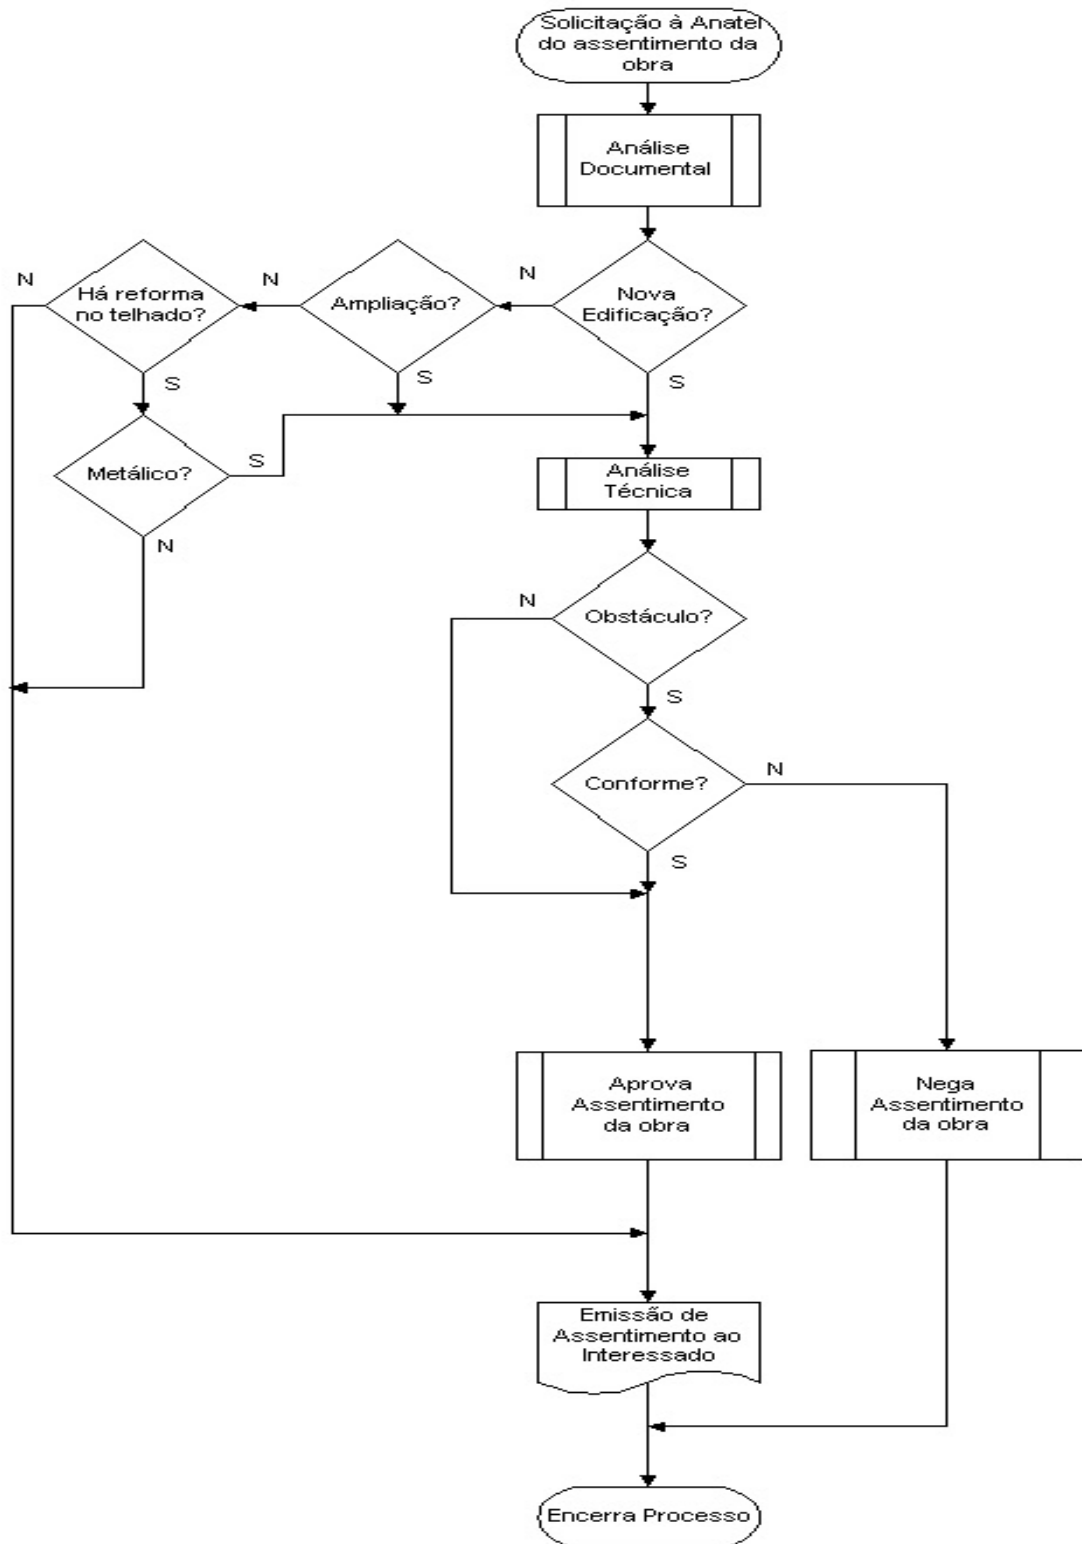 Solicitação à Anatel
do assentimento da
obra
Análise
Documental
N
N
N
Há reforma
no telhado?
Ampliação?
Nova
Edificação?
S
S
S
Metálico?
S
Análise
Técnica
N
N
Obstáculo?
S
Conforme?
N
S
Aprova
Assentimento
da obra
Nega
Assentimento
da obra
Emissão de
Assentimento ao
Interessado
Encerra Processo